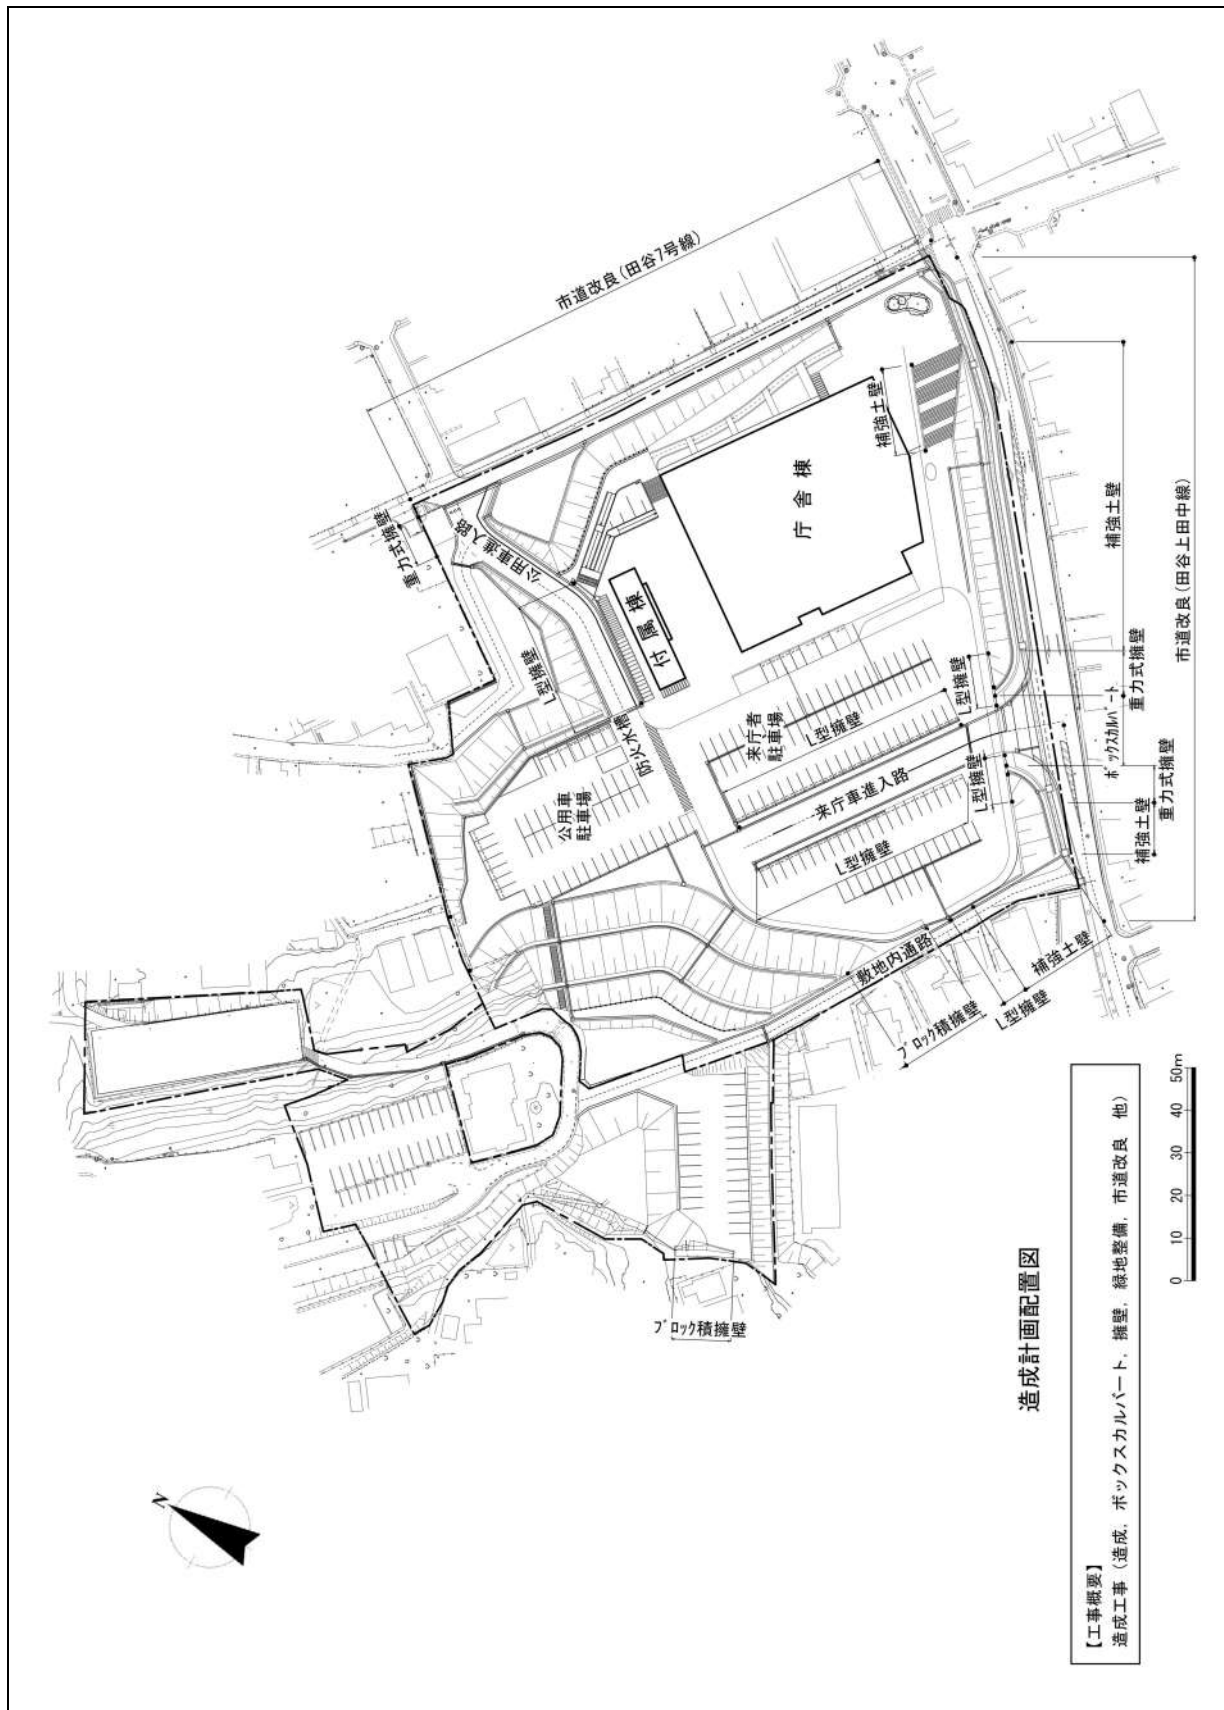 市道改良(田谷7号線)
重力式擁壁
公用車進入路
補強土壁
庁舎棟
付属棟
L型擁壁
防火水槽
公用車
駐車場
来庁者
駐車場
L型擁壁
L型擁壁
来庁車進入路
L型擁壁
L型擁壁
補強土壁
市道改良(田谷上田中線)
重力式擁壁
ボックスカルバート
重力式擁壁
補強土壁
敷地内通路
補強土壁
L型擁壁
ブロック積擁壁
ブロック積擁壁
N
造成計画配置図
【工事概要】
造成工事(造成,ボックスカルバート,擁壁,緑地整備,市道改良 他)
0 10 20 30 40 50m